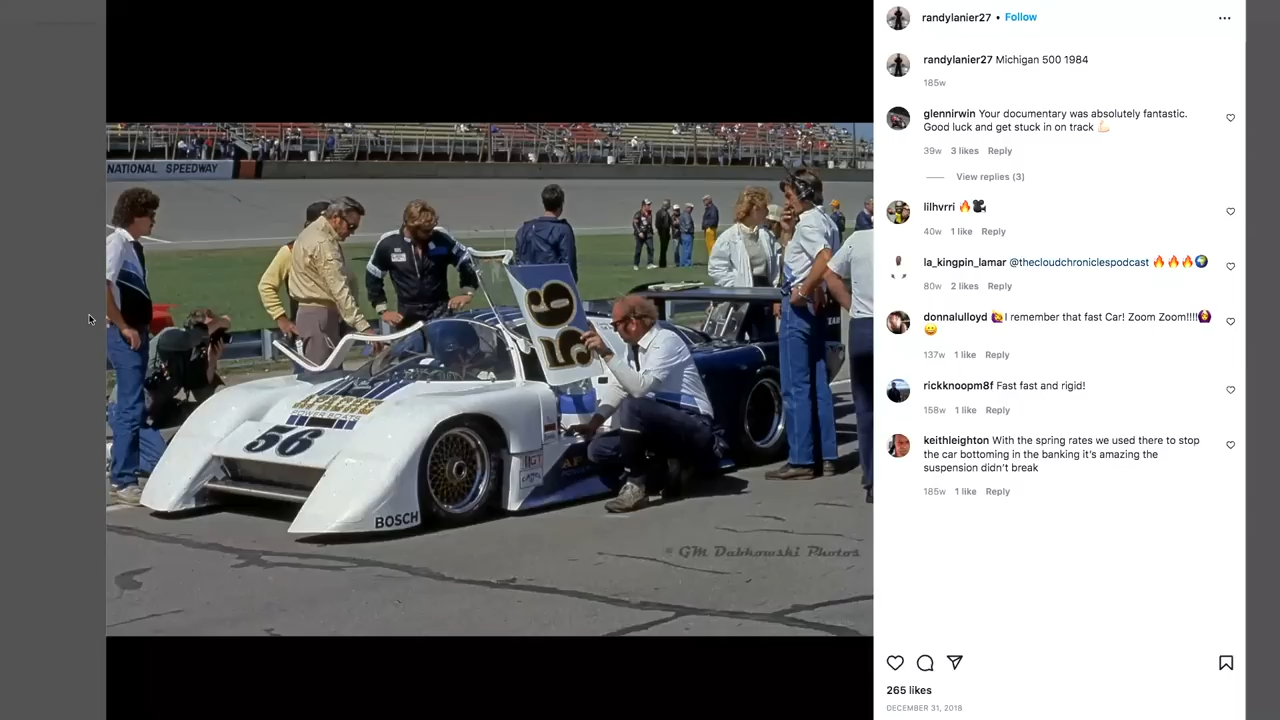 randylanier27 • Follow
randylanier27 Michigan 500 1984
185w
glennirwin Your documentary was absolutely fantastic.
Good luck and get stuck in on track 💪🏻
39w 3 likes Reply
View replies (3)
lilhvrri 🔥🎥
40w 1 like Reply
la_kingpin_lamar @thecloudchroniclespodcast 🔥🔥🔥🌍
80w 2 likes Reply
donnalulloyd 🙋I remember that fast Car! Zoom Zoom!!!!🙆
😀
137w 1 like Reply
rickknoopm8f Fast fast and rigid!
158w 1 like Reply
keithleighton With the spring rates we used there to stop
the car bottoming in the banking it's amazing the
suspension didn't break
185w 1 like Reply
265 likes
DECEMBER 31, 2018
NATIONAL SPEEDWAY
56
APACHE
POWER BOATS
56
BOSCH
© GM Dabkowski Photos